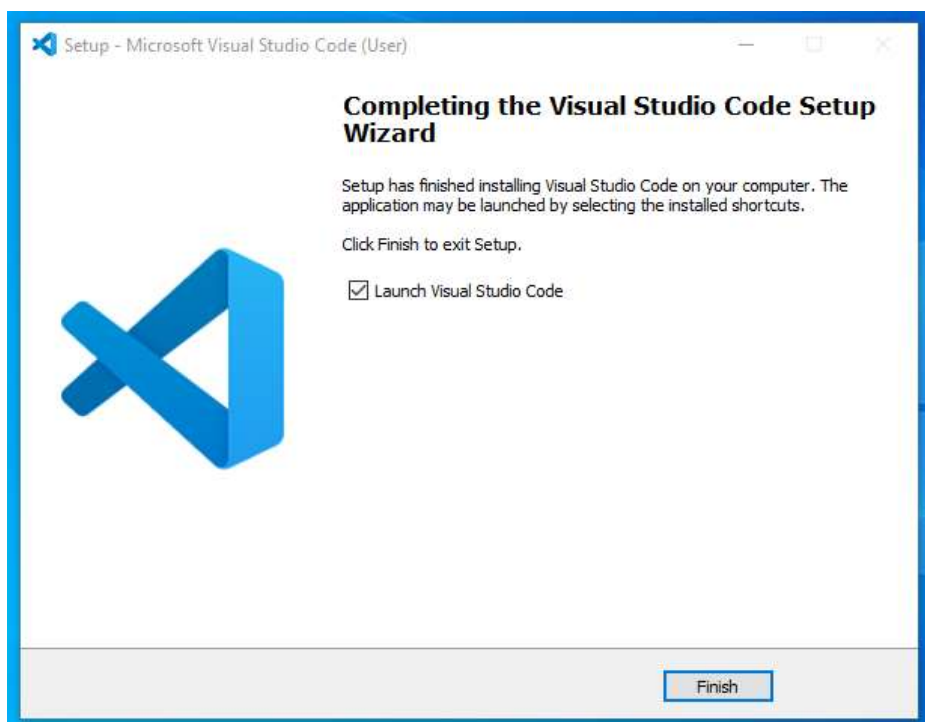 Setup - Microsoft Visual Studio Code (User)
Completing the Visual Studio Code Setup
Wizard
Setup has finished installing Visual Studio Code on your computer. The
application may be launched by selecting the installed shortcuts.
Click Finish to exit Setup.
Launch Visual Studio Code
Finish